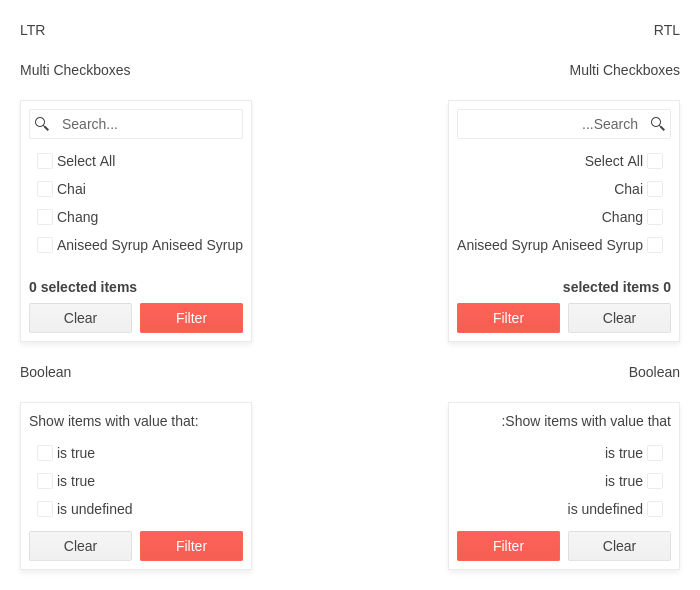 LTR
Multi Checkboxes
Search...
Select All
Chai
Chang
Aniseed Syrup Aniseed Syrup
0 selected items
Clear Filter
Boolean
Show items with value that:
is true
is true
is undefined
Clear Filter
RTL
Multi Checkboxes
...Search
Select All
Chai
Chang
Aniseed Syrup Aniseed Syrup
selected items 0
Filter Clear
Boolean
:Show items with value that
is true
is true
is undefined
Filter Clear